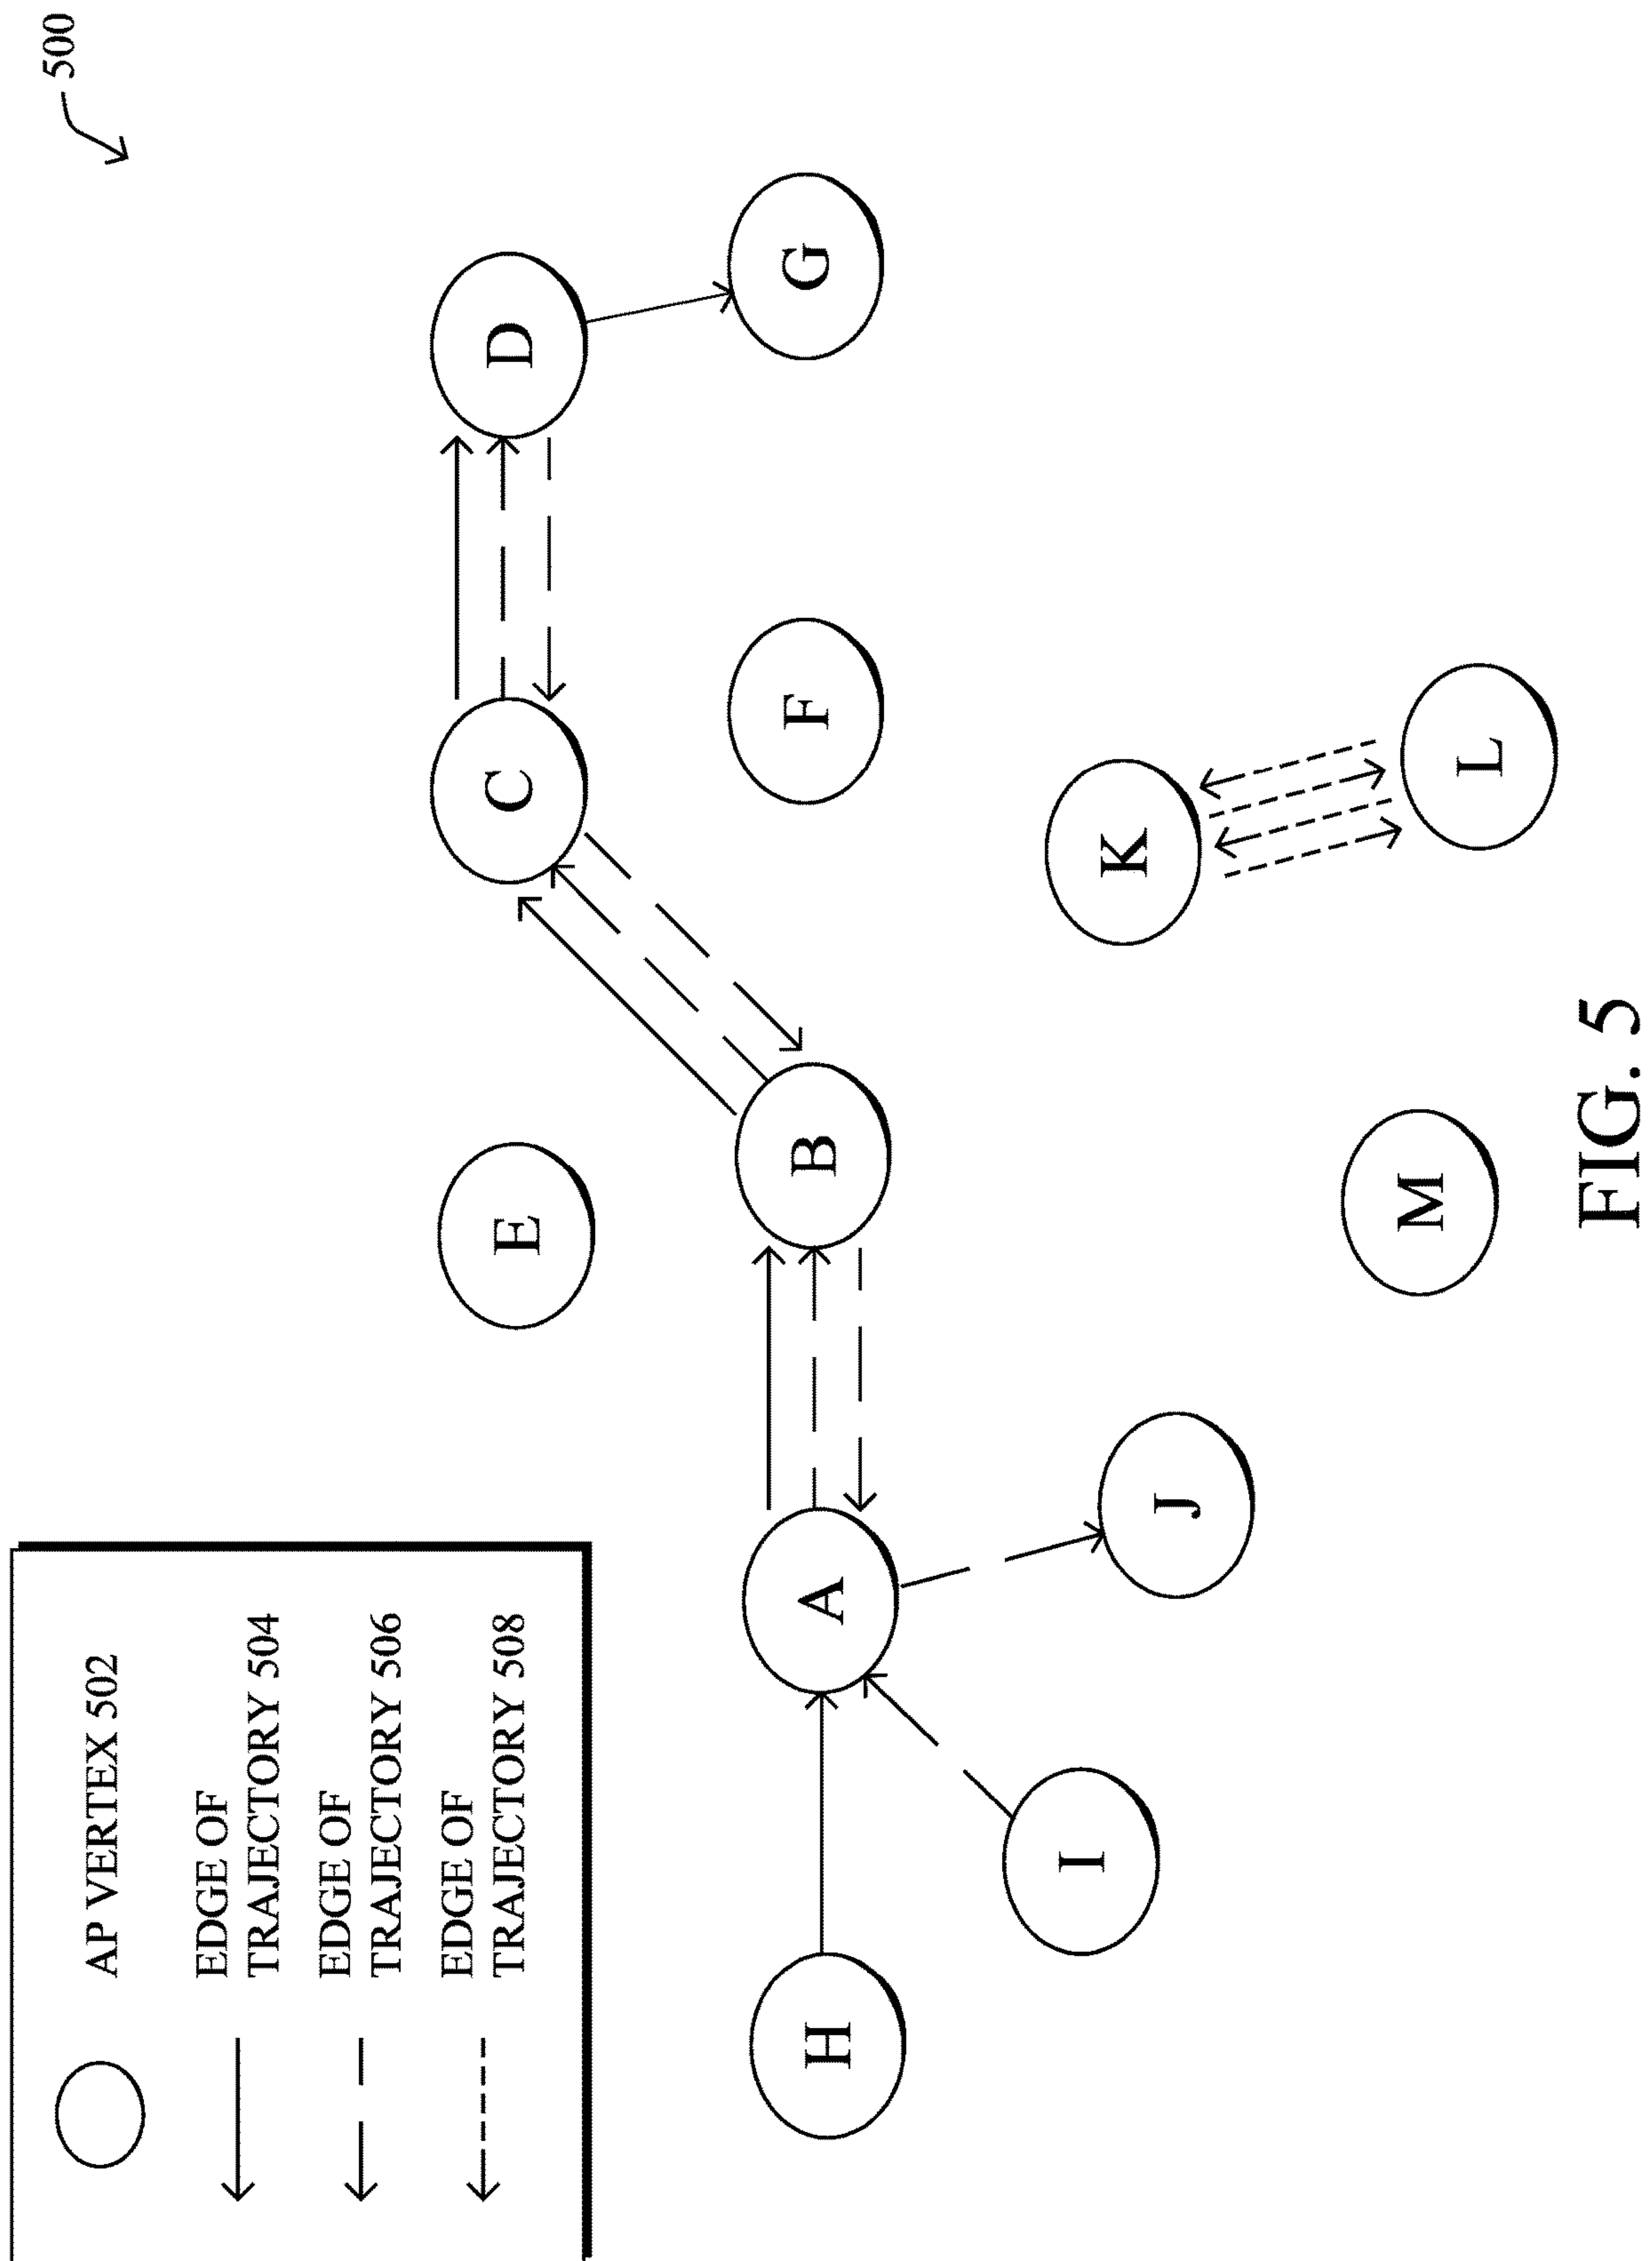 500
AP VERTEX 502
EDGE OF
TRAJECTORY 504
EDGE OF
TRAJECTORY 506
EDGE OF
TRAJECTORY 508
E
C
D
H
A
B
F
G
I
J
K
M
L
FIG. 5